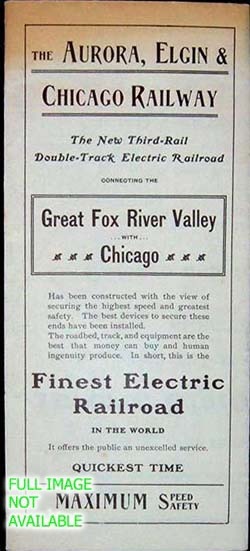 THE AURORA, ELGIN &
CHICAGO RAILWAY
The New Third-Rail
Double-Track Electric Railroad
CONNECTING THE
Great Fox River Valley
...WITH...
Chicago
Has been constructed with the view of
securing the highest speed and greatest
safety. The best devices to secure these
ends have been installed.
The roadbed, track, and equipment are the
best that money can buy and human
ingenuity produce. In short, this is the
Finest Electric
Railroad
IN THE WORLD
It offers the public an unexcelled service.
QUICKEST TIME
MAXIMUM SPEED
SAFETY
FULL-IMAGE
NOT
AVAILABLE